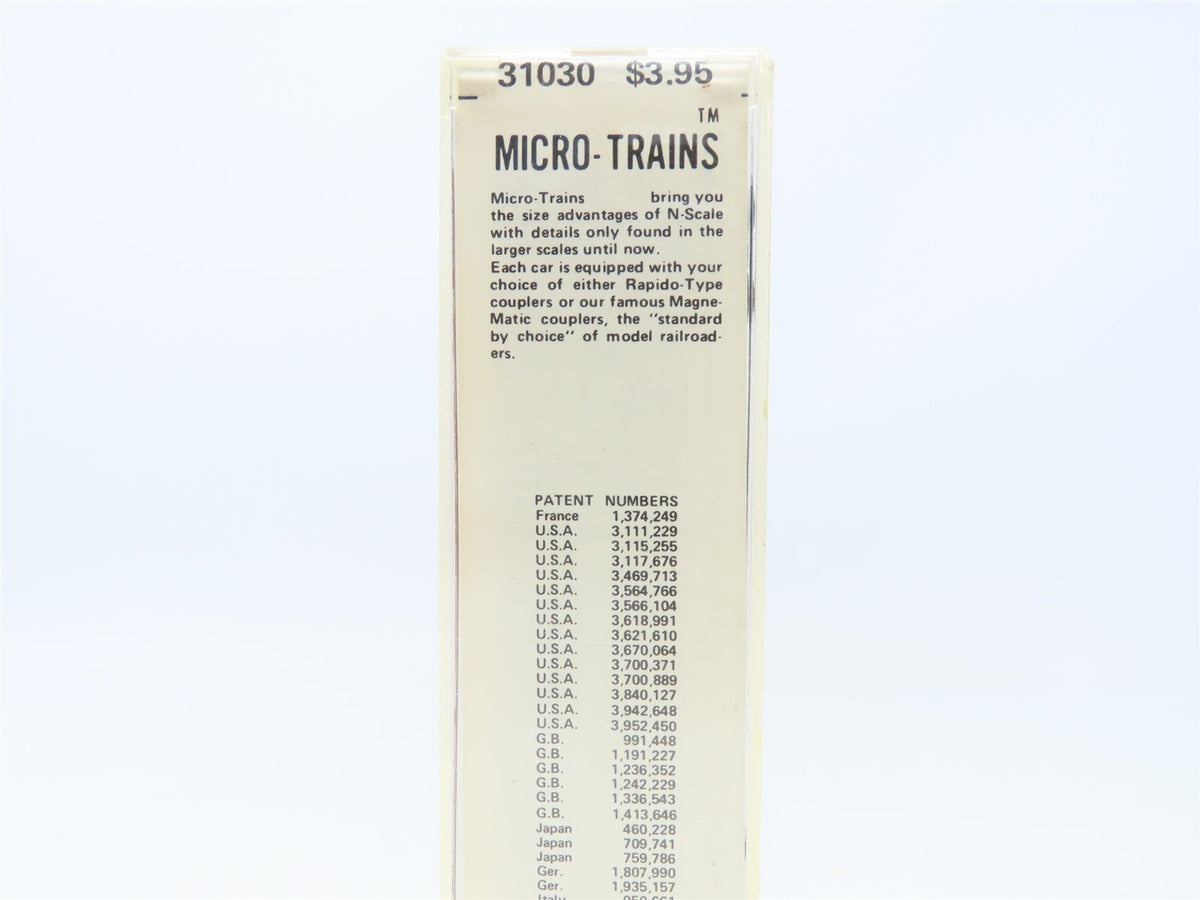 31030 $3.95
TM
MICRO-TRAINS
Micro-Trains bring you
the size advantages of N-Scale
with details only found in the
larger scales until now.
Each car is equipped with your
choice of either Rapido-Type
couplers or our famous Magne-
Matic couplers, the "standard
by choice" of model railroad-
ers.
PATENT NUMBERS
France 1,374,249
U.S.A. 3,111,229
U.S.A. 3,115,255
U.S.A. 3,117,676
U.S.A. 3,469,713
U.S.A. 3,564,766
U.S.A. 3,566,104
U.S.A. 3,618,991
U.S.A. 3,621,610
U.S.A. 3,670,064
U.S.A. 3,700,371
U.S.A. 3,700,889
U.S.A. 3,840,127
U.S.A. 3,942,648
U.S.A. 3,952,450
G.B. 991,448
G.B. 1,191,227
G.B. 1,236,352
G.B. 1,242,229
G.B. 1,336,543
G.B. 1,413,646
Japan 460,228
Japan 709,741
Japan 759,786
Ger. 1,807,990
Ger. 1,935,157
Italy